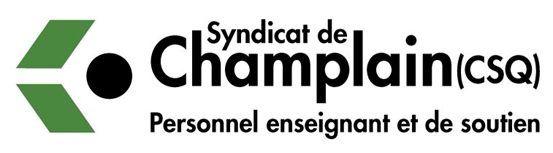 Syndicat de
Champlain(CSQ)
Personnel enseignant et de soutien